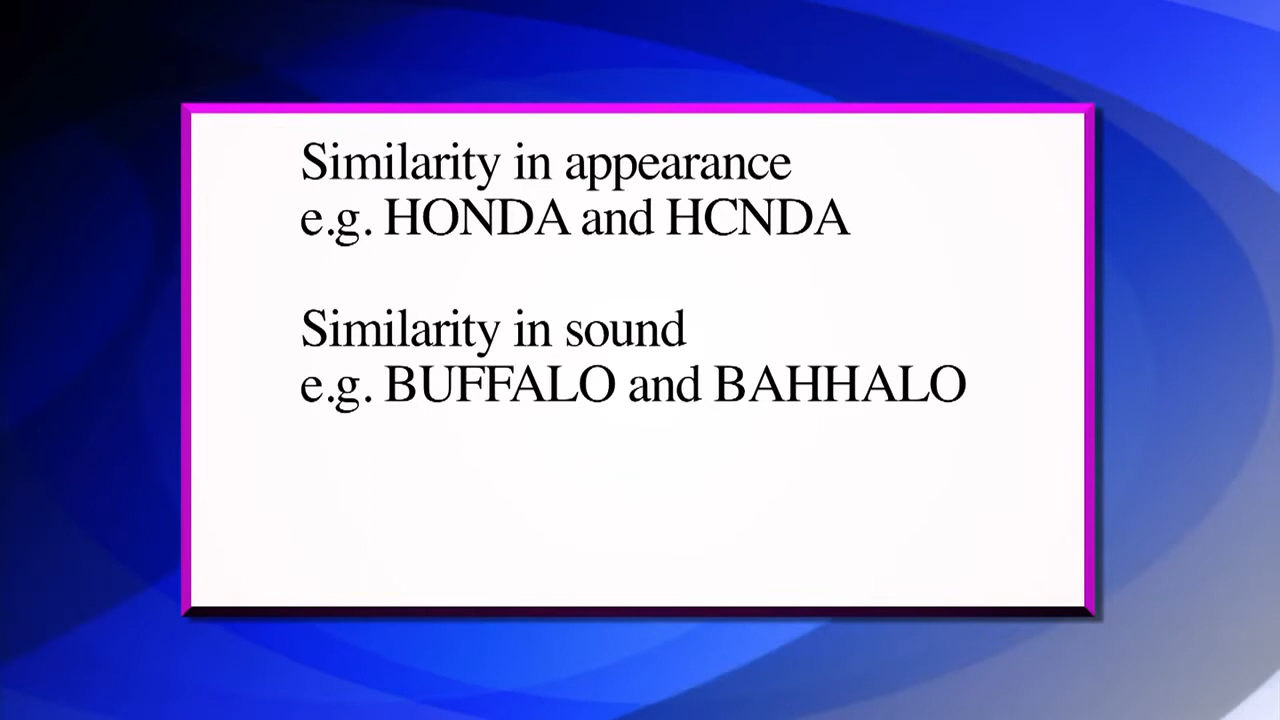 Similarity in appearance
e.g. HONDA and HCNDA
Similarity in sound
e.g. BUFFALO and BAHHALO